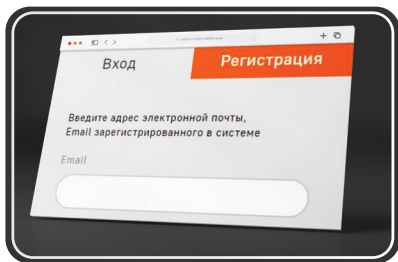 Вход
Регистрация
Введите адрес электронной почты,
Email зарегистрированного в системе
Email